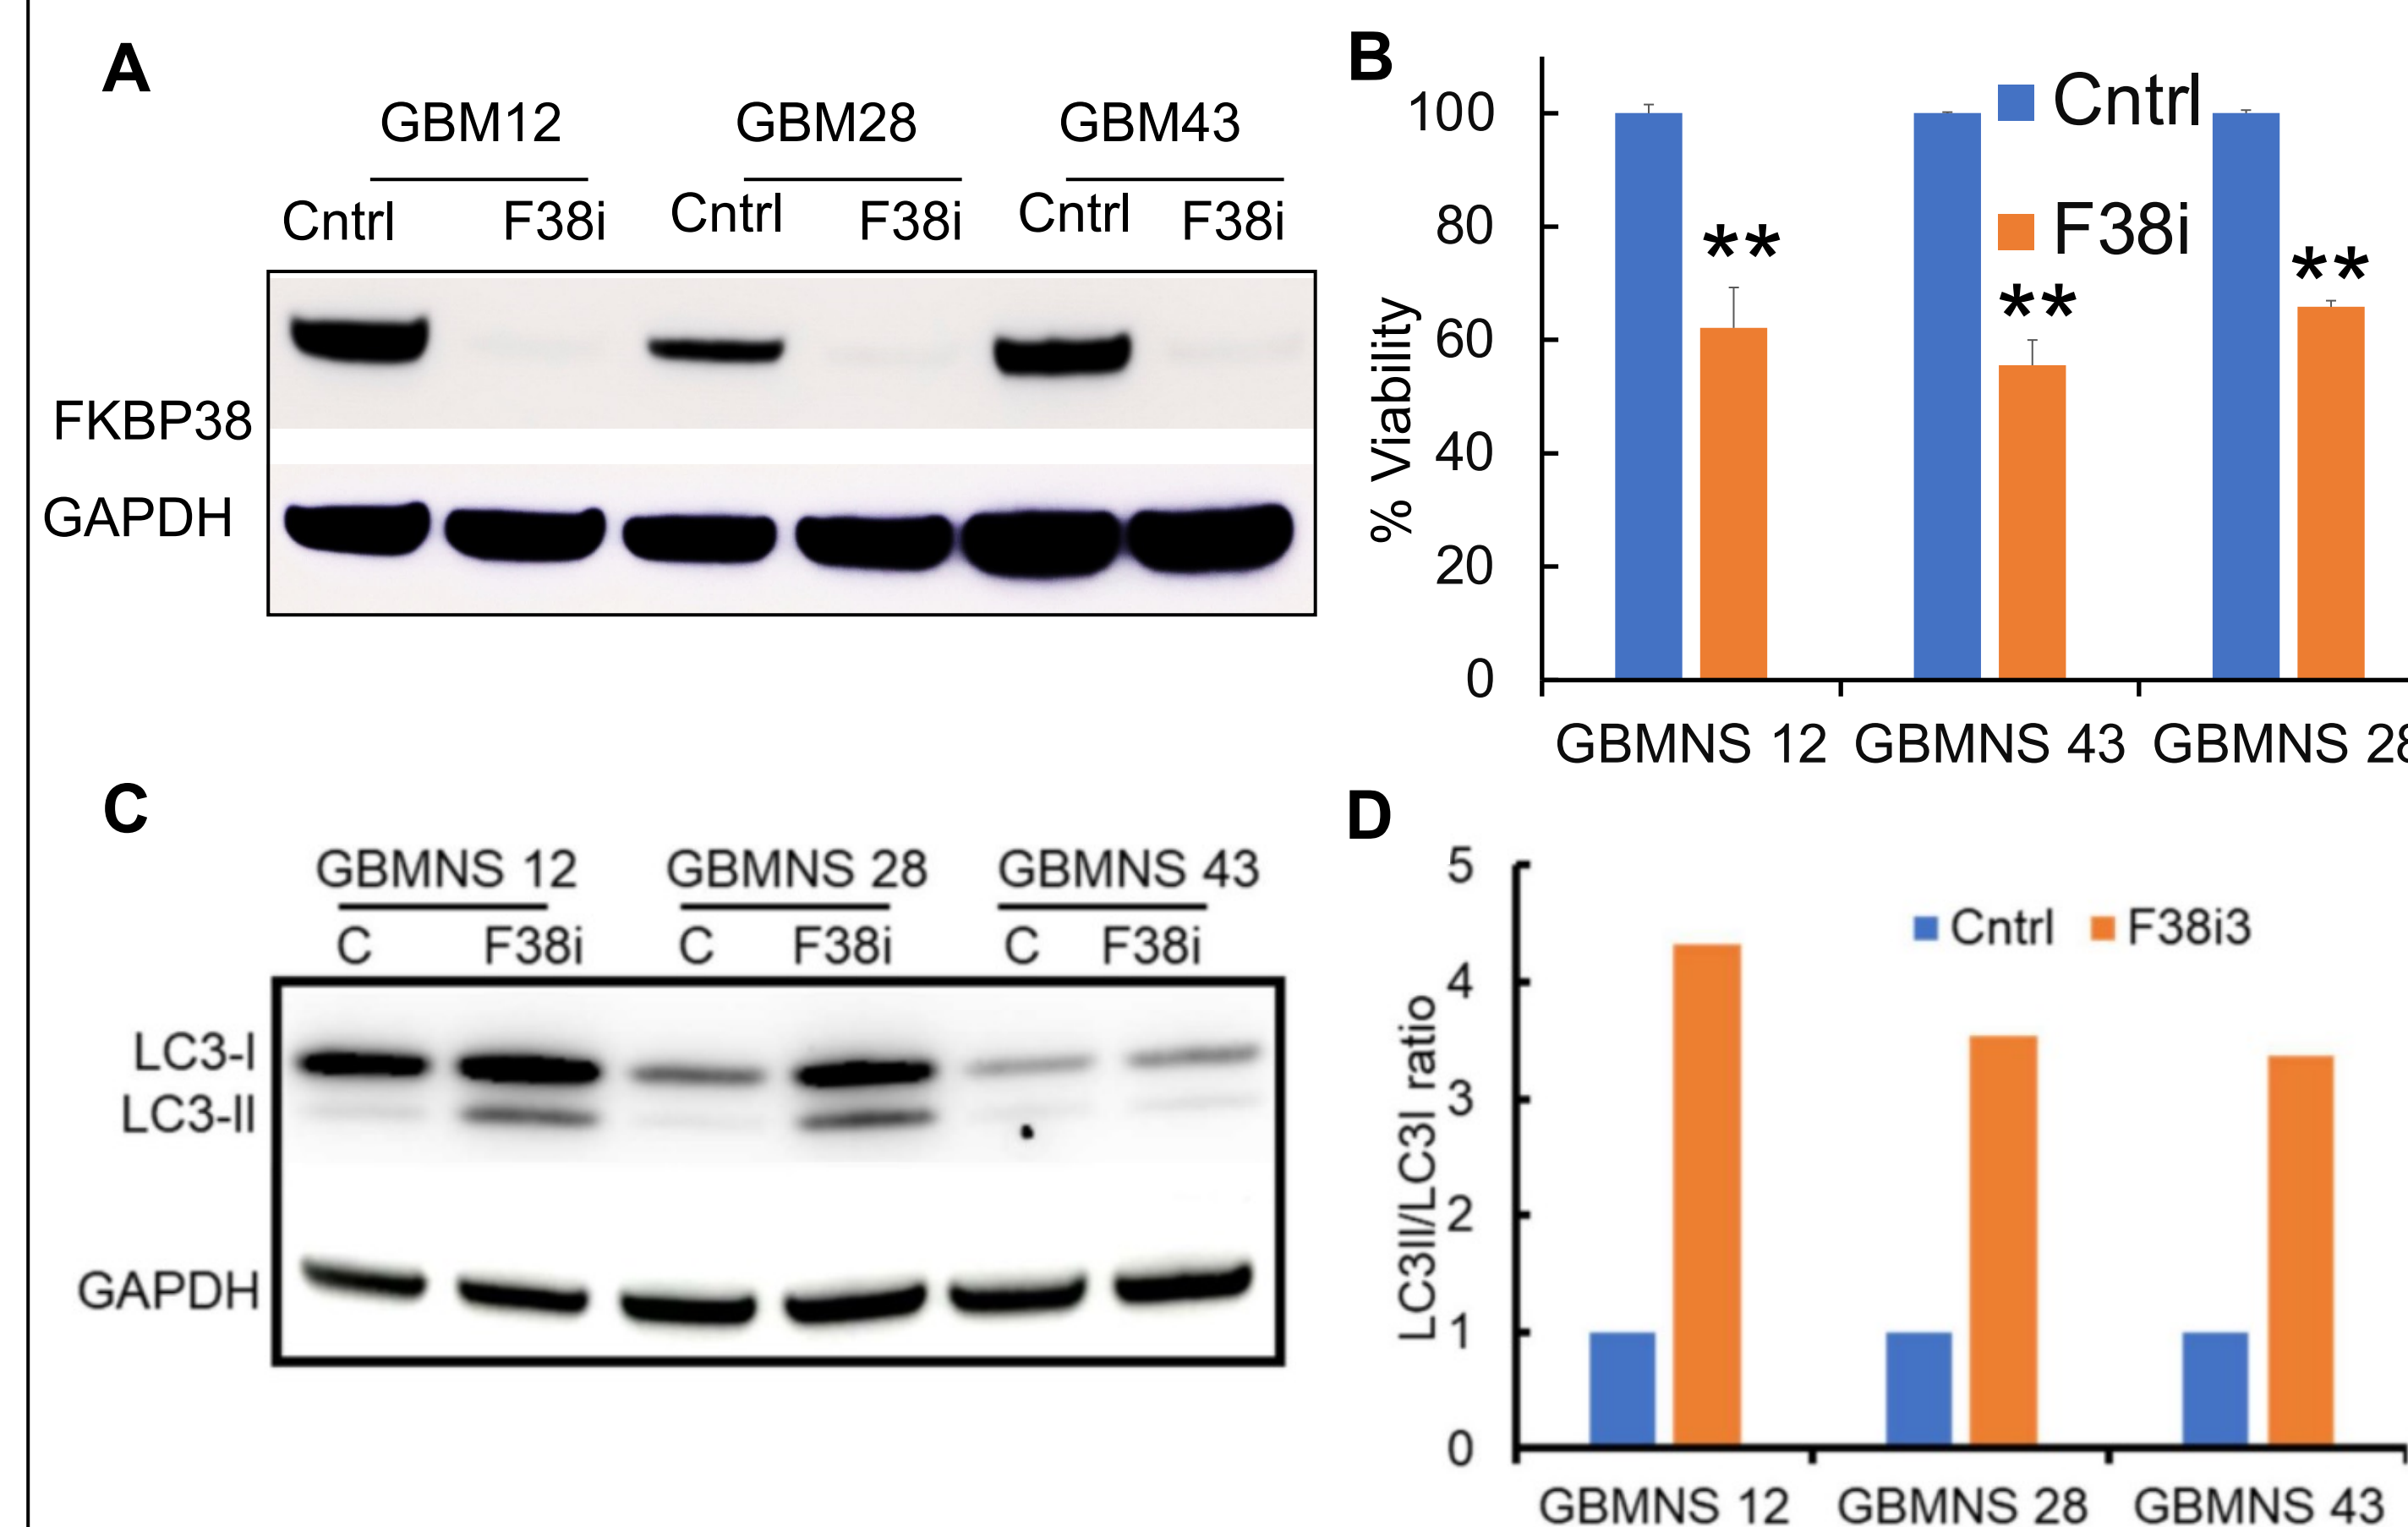 A
GBM12 GBM28 GBM43
Cntrl F38i Cntrl F38i Cntrl F38i
FKBP38
GAPDH
B
% Viability
100
80
60
40
20
0
Cntrl
F38i
**
**
**
GBMNS 12 GBMNS 43 GBMNS 28
C
GBMNS 12 GBMNS 28 GBMNS 43
C F38i C F38i C F38i
LC3-I
LC3-II
GAPDH
D
LC3II/LC3I ratio
5
4
3
2
1
0
Cntrl F38i3
GBMNS 12 GBMNS 28 GBMNS 43